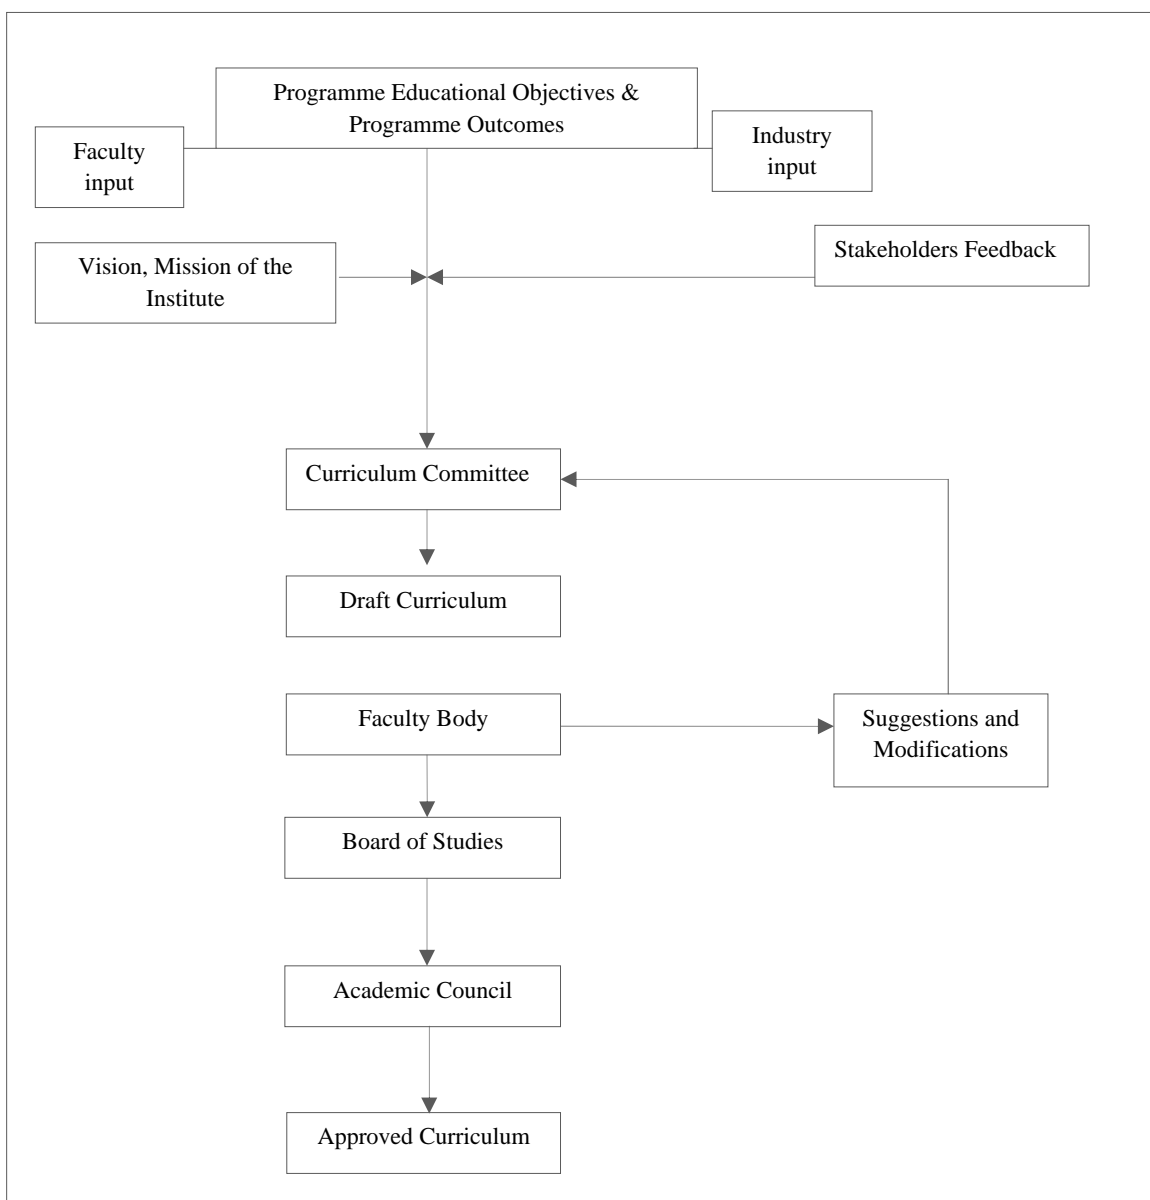 Programme Educational Objectives &
Programme Outcomes
Faculty
input
Industry
input
Vision, Mission of the
Institute
Stakeholders Feedback
Curriculum Committee
Draft Curriculum
Faculty Body
Suggestions and
Modifications
Board of Studies
Academic Council
Approved Curriculum